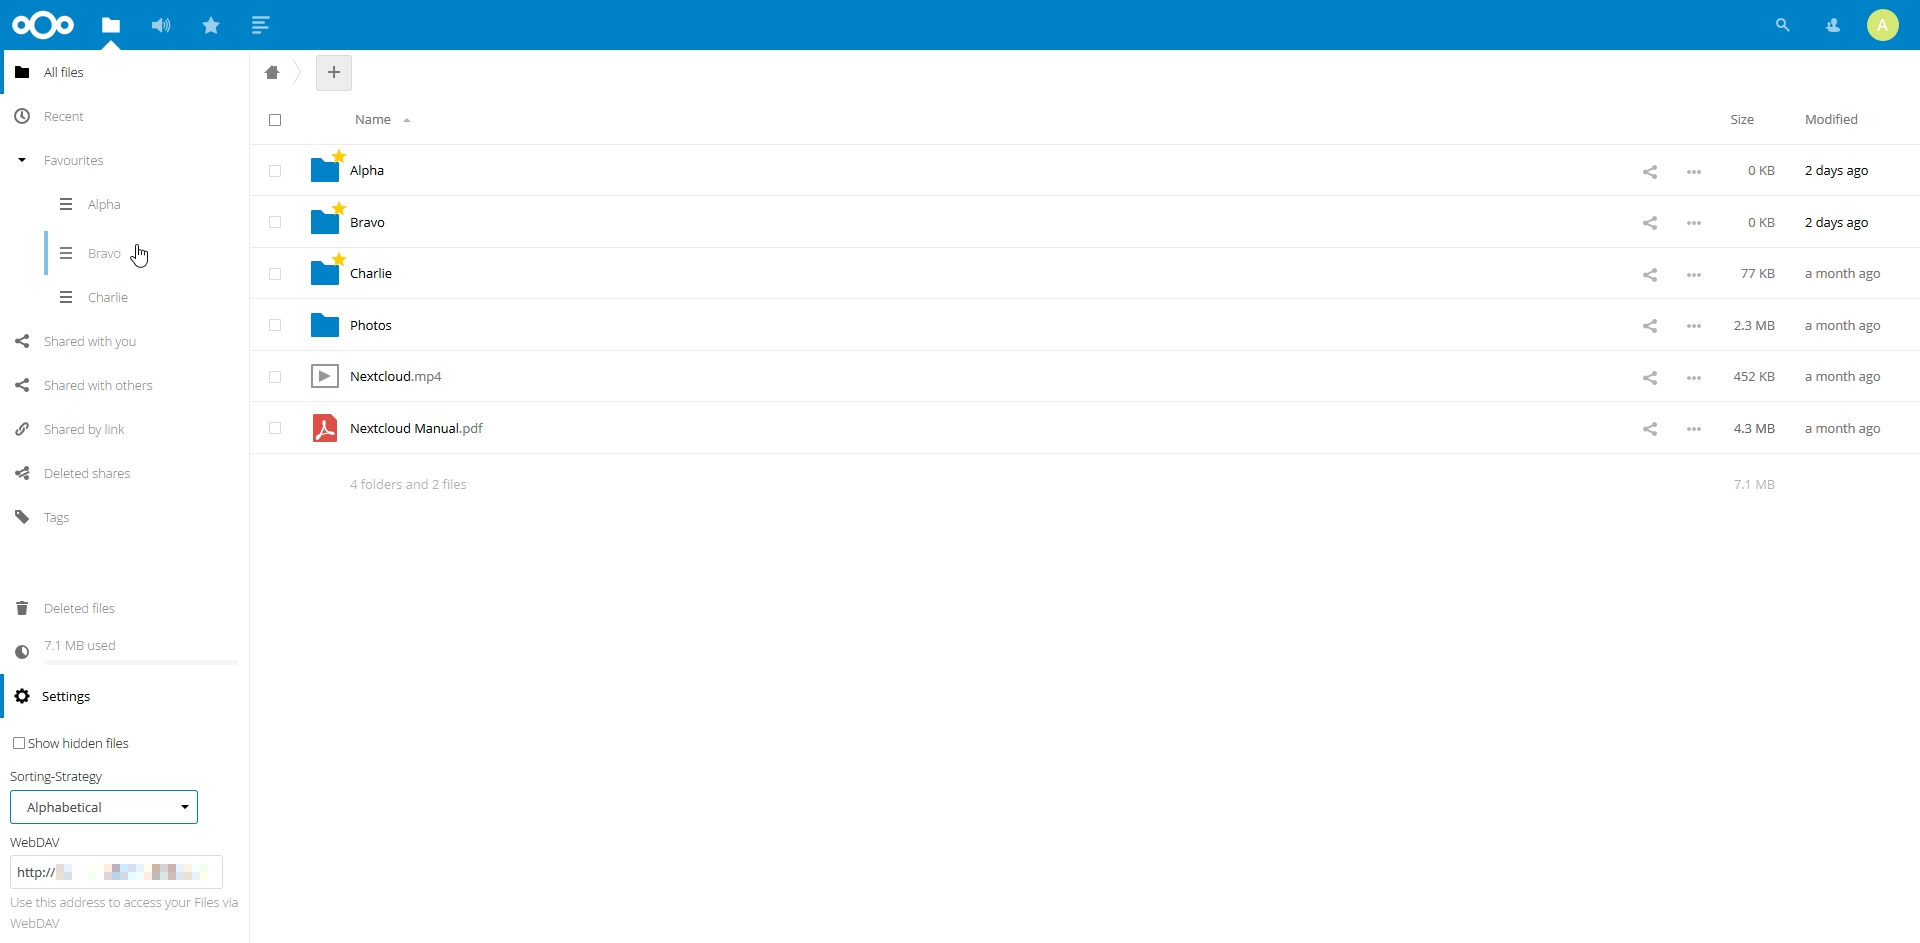 A
All files
Recent
Favourites
Alpha
Bravo
Charlie
Shared with you
Shared with others
Shared by link
Deleted shares
Tags
Deleted files
7.1 MB used
Settings
Show hidden files
Sorting-Strategy
Alphabetical
WebDAV
http://
Use this address to access your Files via
WebDAV
+
Name Size Modified
Alpha 0 KB 2 days ago
Bravo 0 KB 2 days ago
Charlie 77 KB a month ago
Photos 2.3 MB a month ago
Nextcloud.mp4 452 KB a month ago
Nextcloud Manual.pdf 4.3 MB a month ago
4 folders and 2 files 7.1 MB